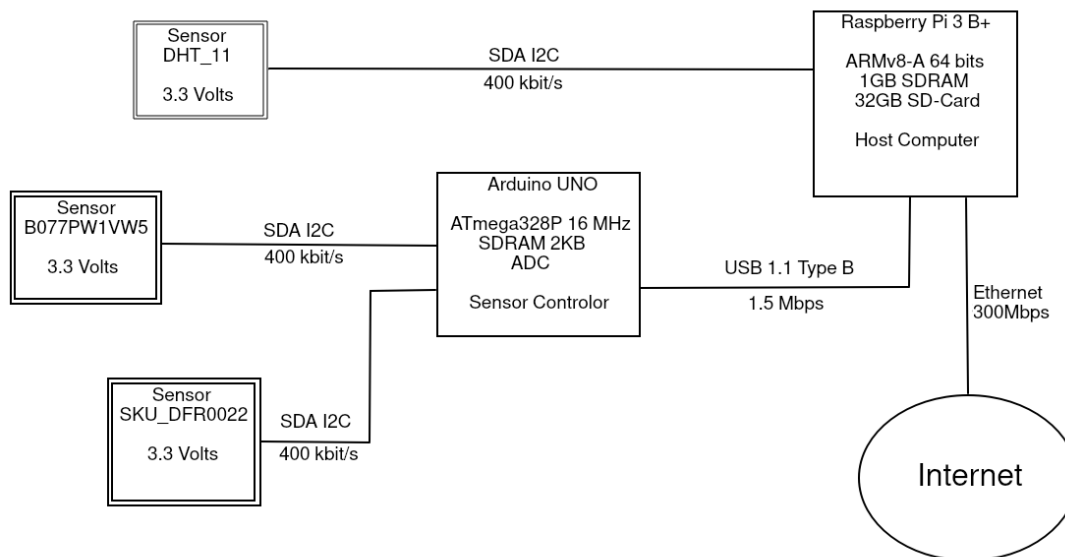 Sensor
DHT_11
3.3 Volts
SDA I2C
400 kbit/s
Raspberry Pi 3 B+
ARMv8-A 64 bits
1GB SDRAM
32GB SD-Card
Host Computer
Sensor
B077PW1VW5
3.3 Volts
SDA I2C
400 kbit/s
Arduino UNO
ATmega328P 16 MHz
SDRAM 2KB
ADC
Sensor Controlor
USB 1.1 Type B
1.5 Mbps
Ethernet
300Mbps
Sensor
SKU_DFR0022
3.3 Volts
SDA I2C
400 kbit/s
Internet